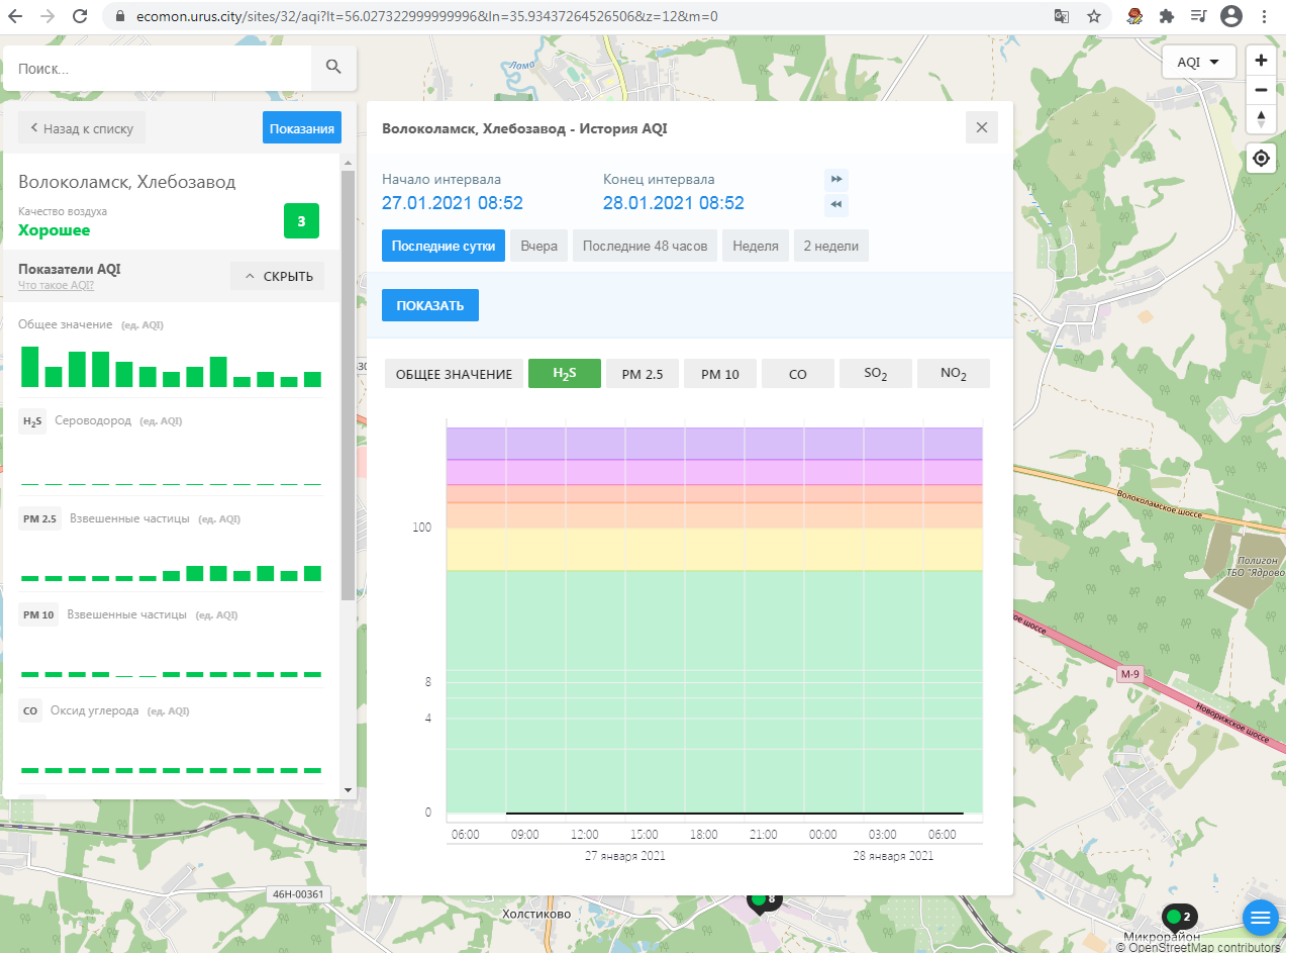 ecomon.urus.city/sites/32/aqi?lt=56.027322999999996&ln=35.93437264526506&z=12&m=0
Поиск...
AQI
Лама
Назад к списку
Показания
Волоколамск, Хлебозавод - История AQI
Волоколамск, Хлебозавод
Качество воздуха
Хорошее
3
Начало интервала
Конец интервала
27.01.2021 08:52
28.01.2021 08:52
Последние сутки
Вчера
Последние 48 часов
Неделя
2 недели
Показатели AQI
Что такое AQI?
СКРЫТЬ
ПОКАЗАТЬ
Общее значение (ед. AQI)
ОБЩЕЕ ЗНАЧЕНИЕ
H2S
PM 2.5
PM 10
CO
SO2
NO2
H2S Сероводород (ед. AQI)
PM 2.5 Взвешенные частицы (ед. AQI)
PM 10 Взвешенные частицы (ед. AQI)
CO Оксид углерода (ед. AQI)
100
8
4
0
06:00
09:00
12:00
15:00
18:00
21:00
00:00
03:00
06:00
27 января 2021
28 января 2021
Волоколамское шоссе
Полигон
ТБО "Ядрово
M-9
Новорижское шоссе
46Н-00361
Холстиково
8
2
Микрорайон
© OpenStreetMap contributors